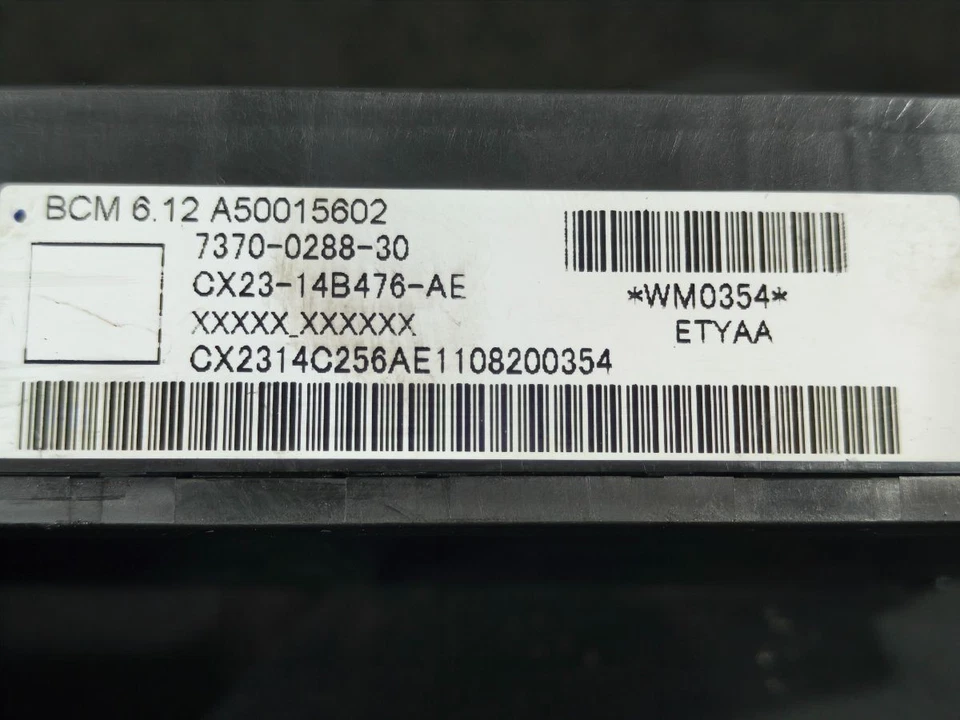 BCM 6.12 A50015602
7370-0288-30
CX23-14B476-AE
XXXXX_XXXXXX
CX2314C256AE1108200354
*WM0354*
ETYAA